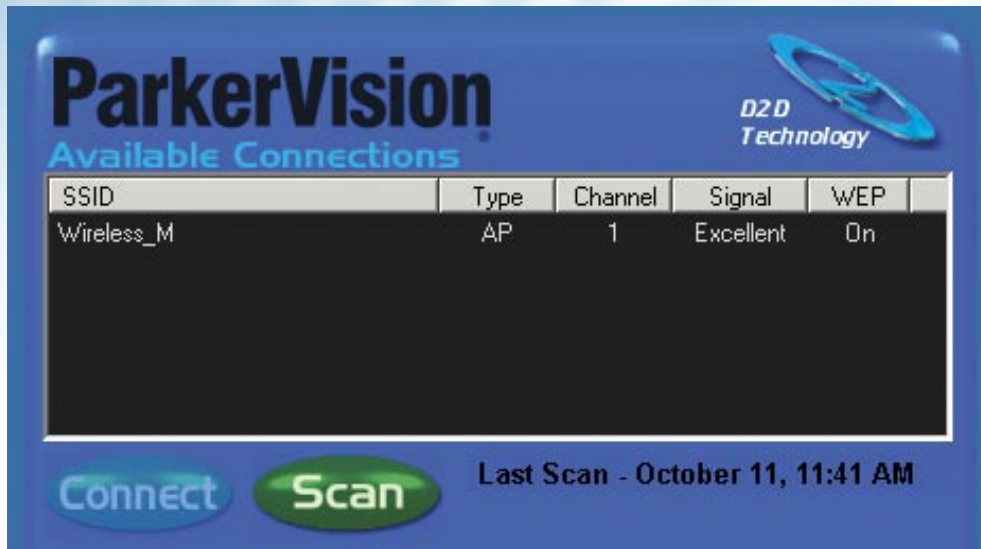 ParkerVision
D2D
Technology
Available Connections
SSID Type Channel Signal WEP
Wireless_M AP 1 Excellent On
Connect Scan Last Scan - October 11, 11:41 AM